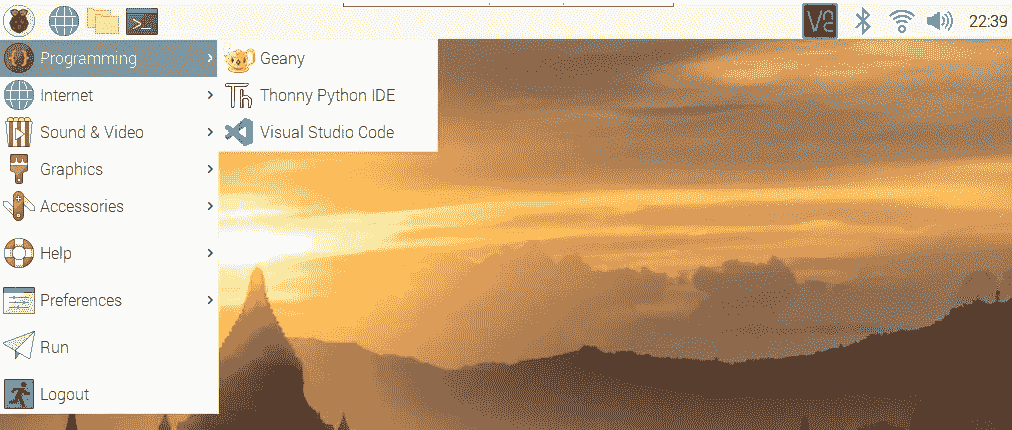 22:39
Programming
Geany
Internet
Thonny Python IDE
Sound & Video
Visual Studio Code
Graphics
Accessories
Help
Preferences
Run
Logout